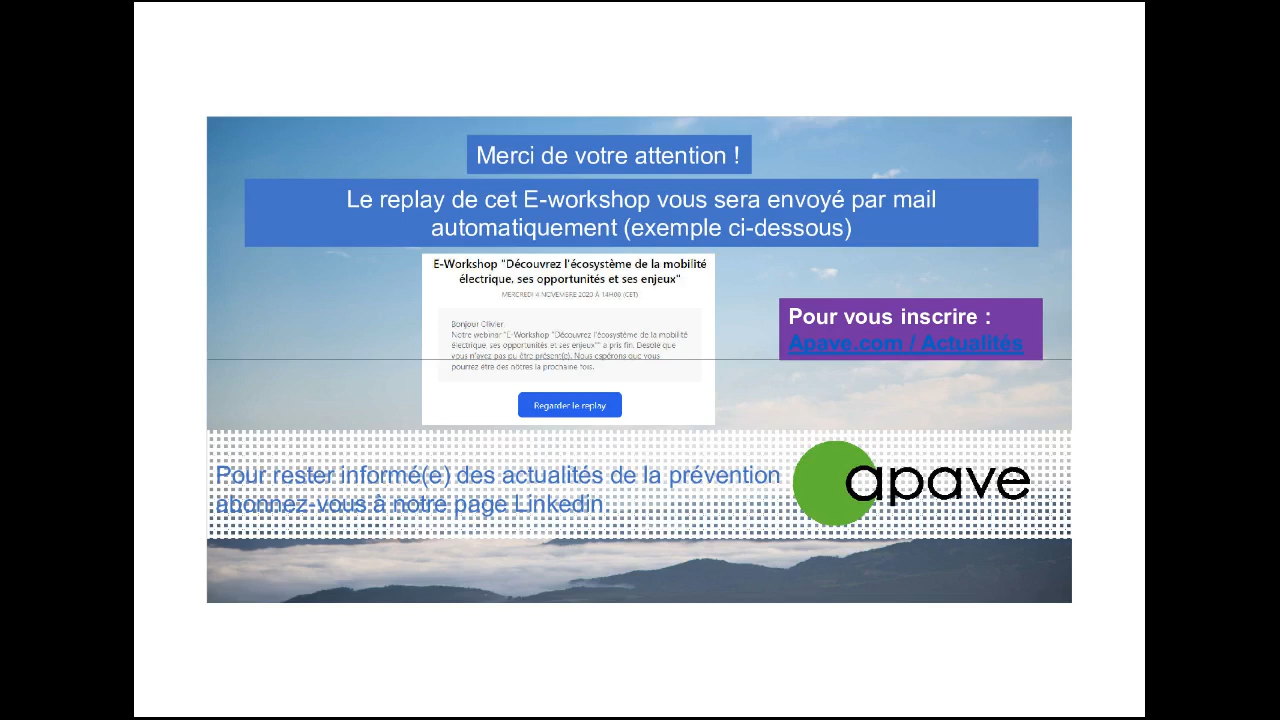 Merci de votre attention !
Le replay de cet E-workshop vous sera envoyé par mail
automatiquement (exemple ci-dessous)
E-Workshop "Découvrez l'écosystème de la mobilité
électrique, ses opportunités et ses enjeux"
MERCREDI 4 NOVEMBRE 2020 À 14H00 (CET)
Bonjour Olivier,
Notre webinar "E-Workshop "Découvrez l'écosystème de la mobilité
électrique, ses opportunités et ses enjeux"" a pris fin. Désolé que
vous n'avez pas pu être présent(e). Nous espérons que vous
pourrez être des nôtres la prochaine fois.
Regarder le replay
Pour vous inscrire :
Apave.com / Actualités
Pour rester informé(e) des actualités de la prévention
abonnez-vous à notre page Linkedin
apave